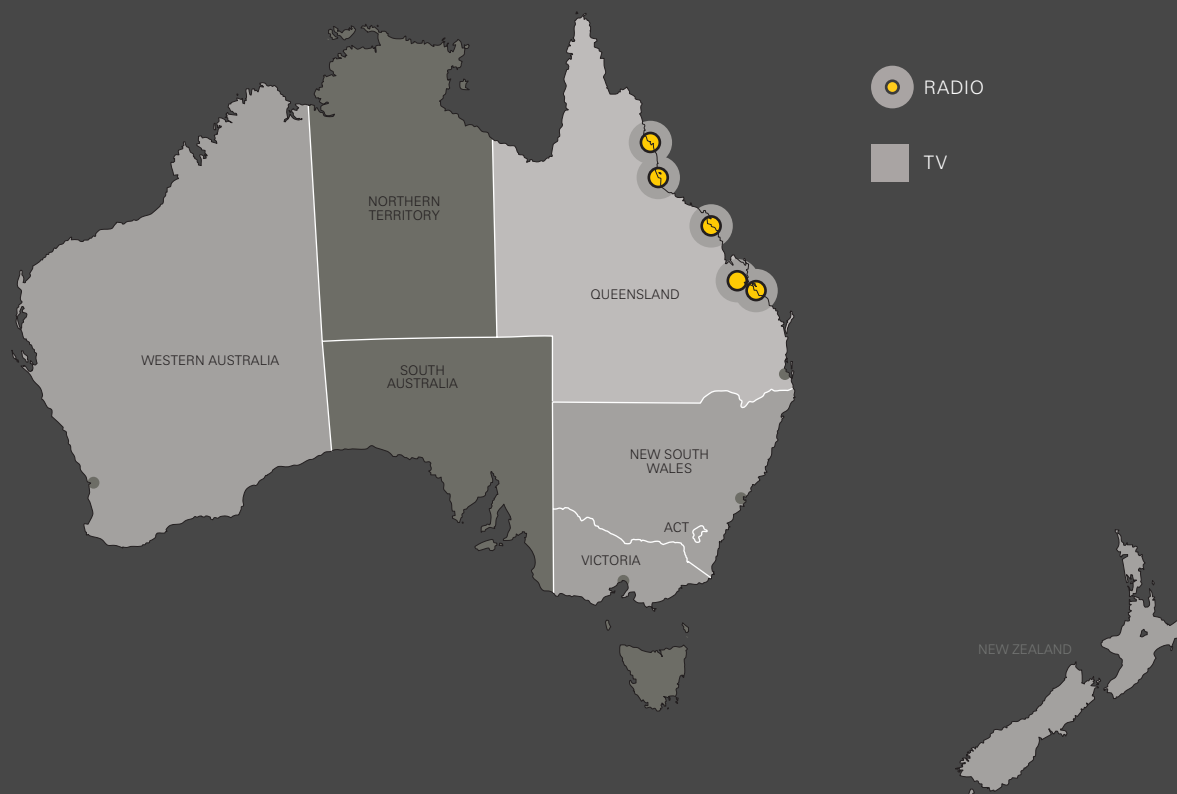 RADIO
TV
NORTHERN
TERRITORY
QUEENSLAND
WESTERN AUSTRALIA
SOUTH
AUSTRALIA
NEW SOUTH
WALES
ACT
VICTORIA
NEW ZEALAND